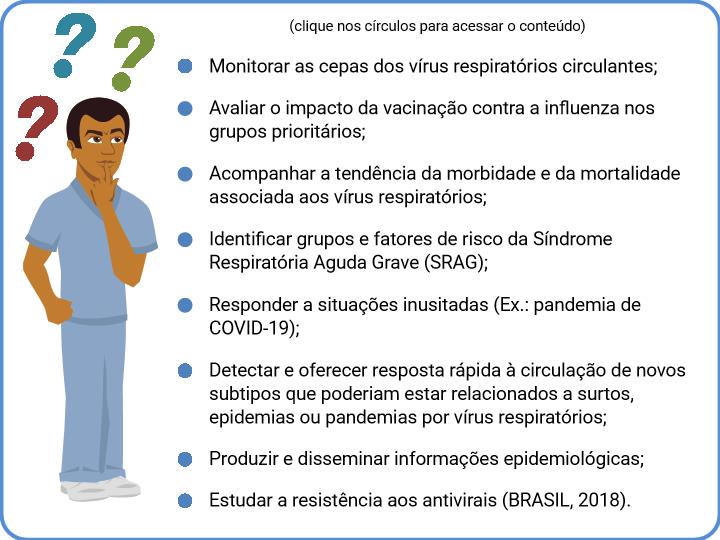 (clique nos círculos para acessar o conteúdo)
Monitorar as cepas dos vírus respiratórios circulantes;
Avaliar o impacto da vacinação contra a influenza nos
grupos prioritários;
Acompanhar a tendência da morbidade e da mortalidade
associada aos vírus respiratórios;
Identificar grupos e fatores de risco da Síndrome
Respiratória Aguda Grave (SRAG);
Responder a situações inusitadas (Ex.: pandemia de
COVID-19);
Detectar e oferecer resposta rápida à circulação de novos
subtipos que poderiam estar relacionados a surtos,
epidemias ou pandemias por vírus respiratórios;
Produzir e disseminar informações epidemiológicas;
Estudar a resistência aos antivirais (BRASIL, 2018).